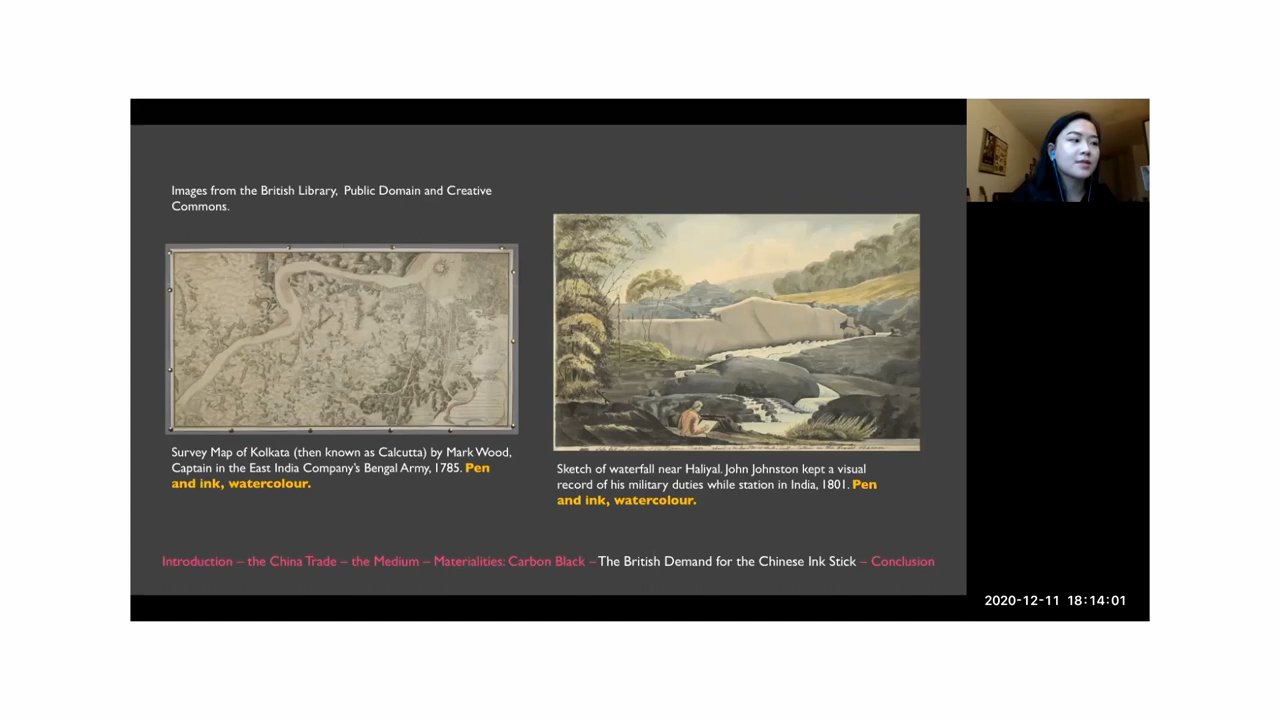 Images from the British Library, Public Domain and Creative
Commons.
Survey Map of Kolkata (then known as Calcutta) by Mark Wood,
Captain in the East India Company's Bengal Army, 1785. Pen
and ink, watercolour.
Sketch of waterfall near Haliyal. John Johnston kept a visual
record of his military duties while station in India, 1801. Pen
and ink, watercolour.
Introduction – the China Trade – the Medium – Materialities: Carbon Black – The British Demand for the Chinese Ink Stick – Conclusion
2020-12-11 18:14:01